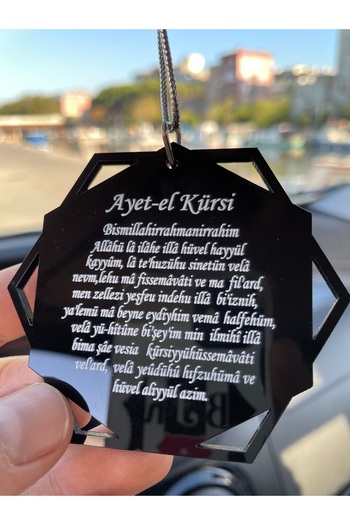 Ayet-el Kürsi
Bismillahirrahmanirrahim
Allâhü lâ ilâhe illâ hüvel hayyül
kayyûm, lâ te'huzühu sinetün velâ
nevm,lehu mâ fissemâvâti ve ma fil'ard,
men zellezi yeşfeu indehu illâ bi'iznih,
ya'lemü mâ beyne eydiyhim vemâ halfehüm,
velâ yü-hitûne bi'şey'im min ilmihî illâ
bima şâe vesia kürsiyyühüssemâvâti
vel'ard, velâ yeûdühû hıfzuhümâ ve
hüvel aliyyül azim.